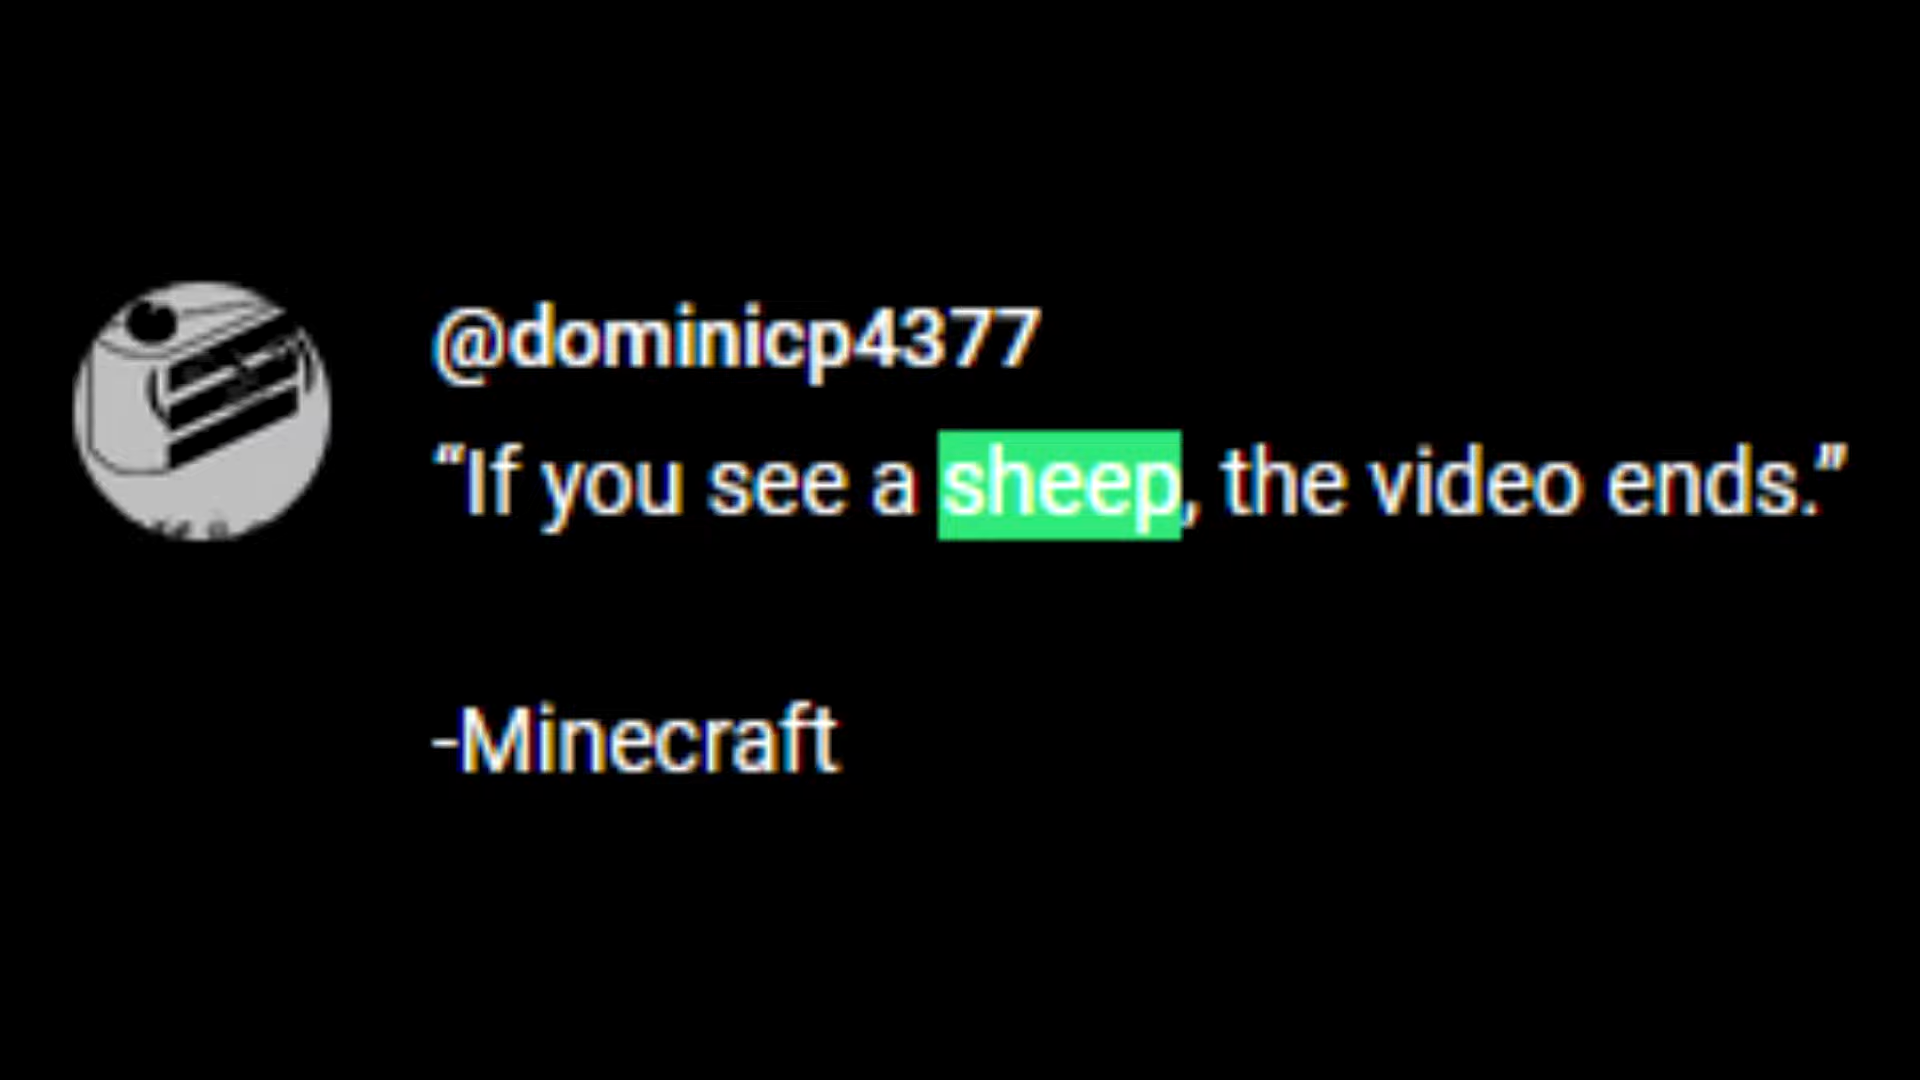 @dominicp4377
“If you see a sheep, the video ends.”
-Minecraft